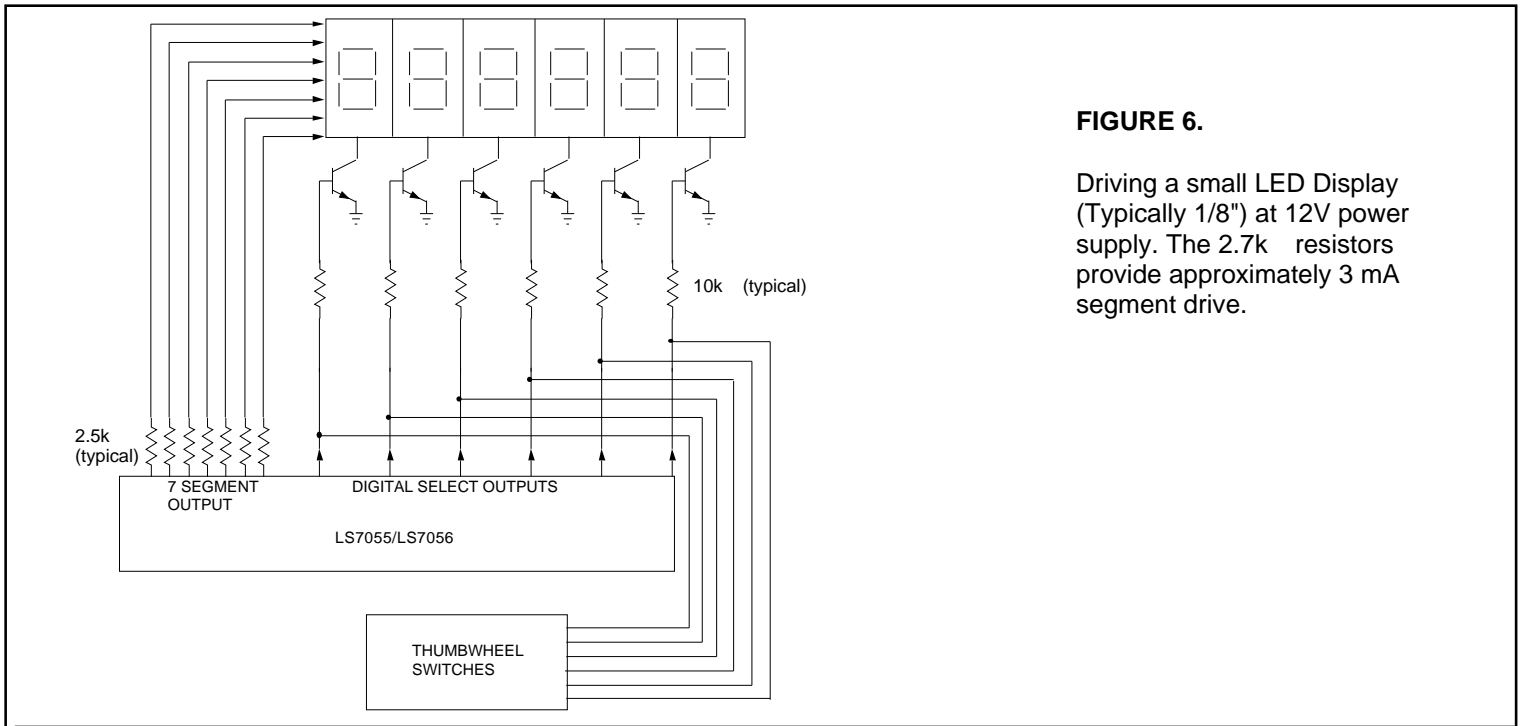 FIGURE 6.
Driving a small LED Display
(Typically 1/8") at 12V power
supply. The 2.7k resistors
provide approximately 3 mA
segment drive.
10k (typical)
2.5k
(typical)
7 SEGMENT
OUTPUT
DIGITAL SELECT OUTPUTS
LS7055/LS7056
THUMBWHEEL
SWITCHES